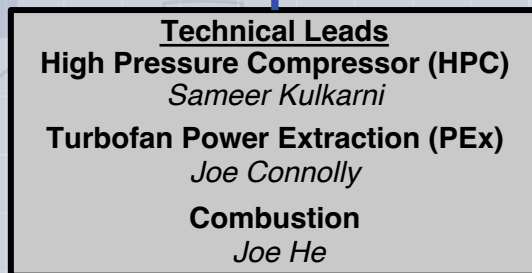 Technical Leads
High Pressure Compressor (HPC)
Sameer Kulkarni
Turbofan Power Extraction (PEx)
Joe Connolly
Combustion
Joe He